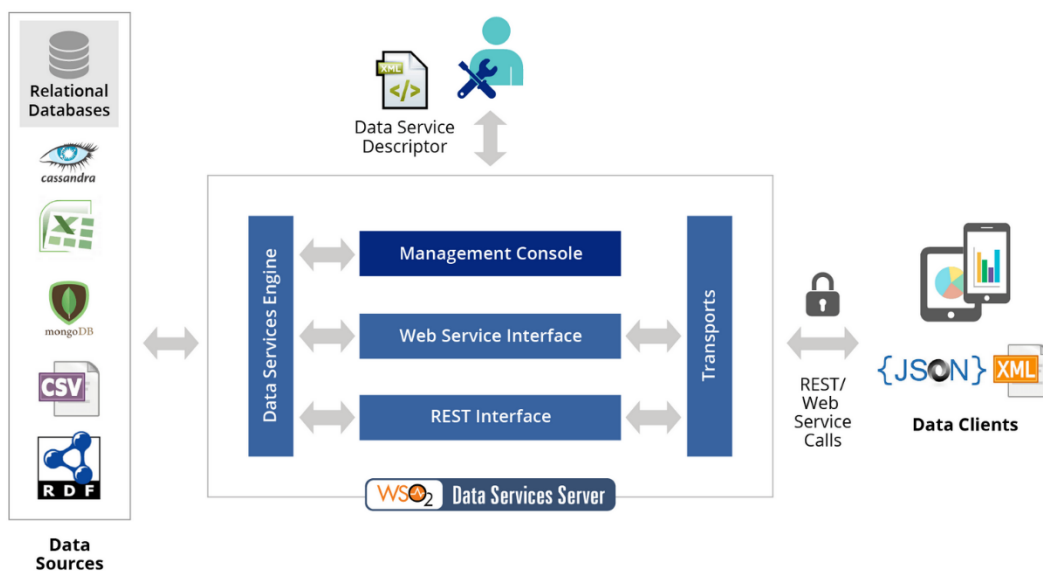 Relational
Databases
cassandra
X
mongoDB
CSV
RDF
Data
Sources
XML
</>
Data Service
Descriptor
Data Services Engine
Management Console
Web Service Interface
REST Interface
Transports
WSO2 Data Services Server
REST/
Web
Service
Calls
{JSON}
XML
Data Clients